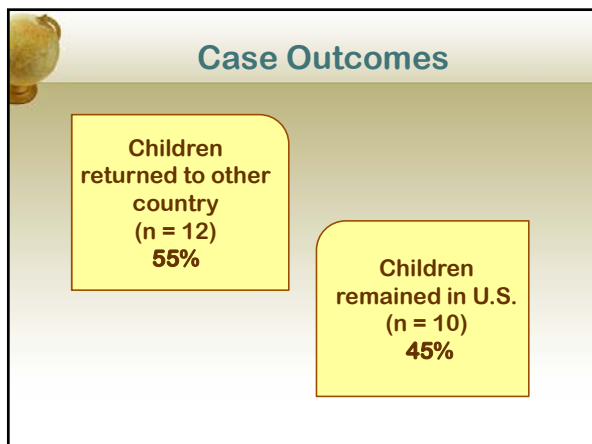 Case Outcomes
Children
returned to other
country
(n = 12)
55%
Children
remained in U.S.
(n = 10)
45%